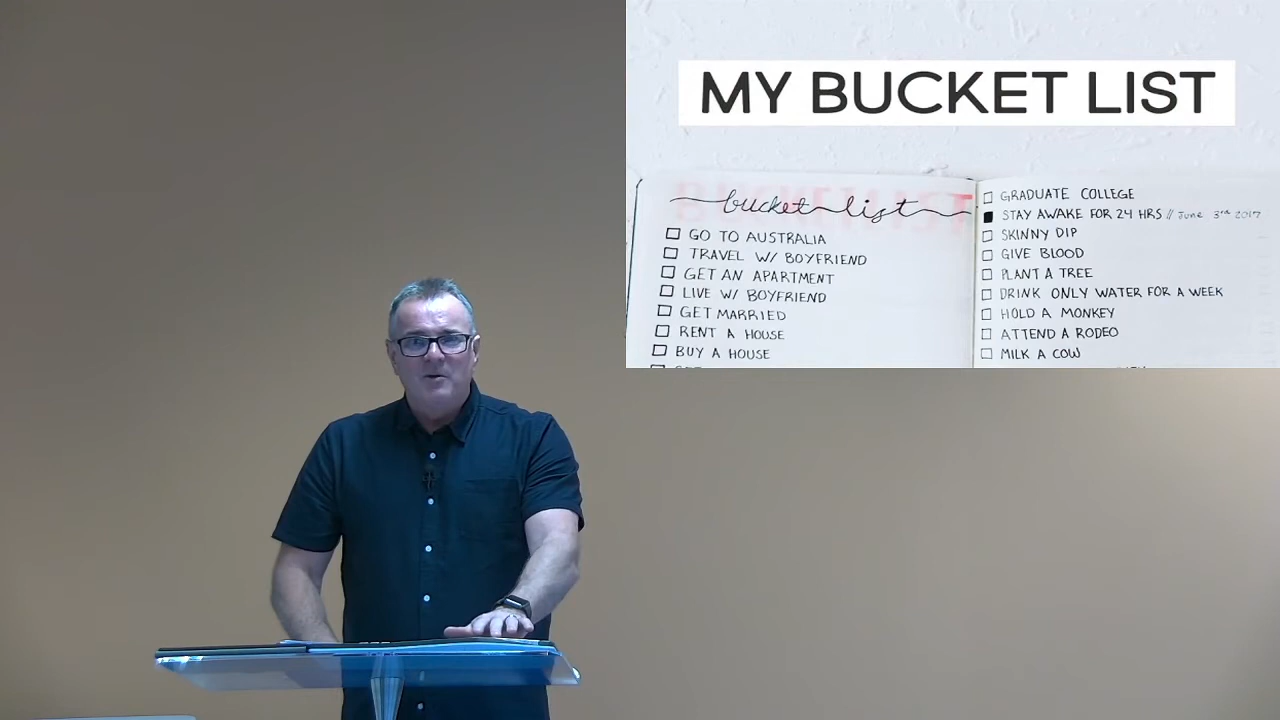 MY BUCKET LIST
bucket list
GO TO AUSTRALIA
TRAVEL W/ BOYFRIEND
GET AN APARTMENT
LIVE W/ BOYFRIEND
GET MARRIED
RENT A HOUSE
BUY A HOUSE
GRADUATE COLLEGE
STAY AWAKE FOR 24 HRS // June 3rd 2017
SKINNY DIP
GIVE BLOOD
PLANT A TREE
DRINK ONLY WATER FOR A WEEK
HOLD A MONKEY
ATTEND A RODEO
MILK A COW